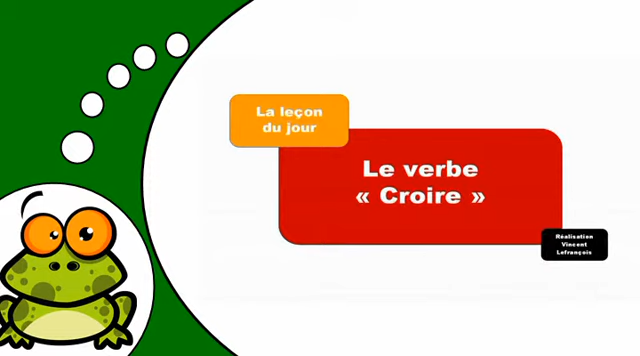 La leçon
du jour
Le verbe
« Croire »
Réalisation
Vincent
Lefrançois